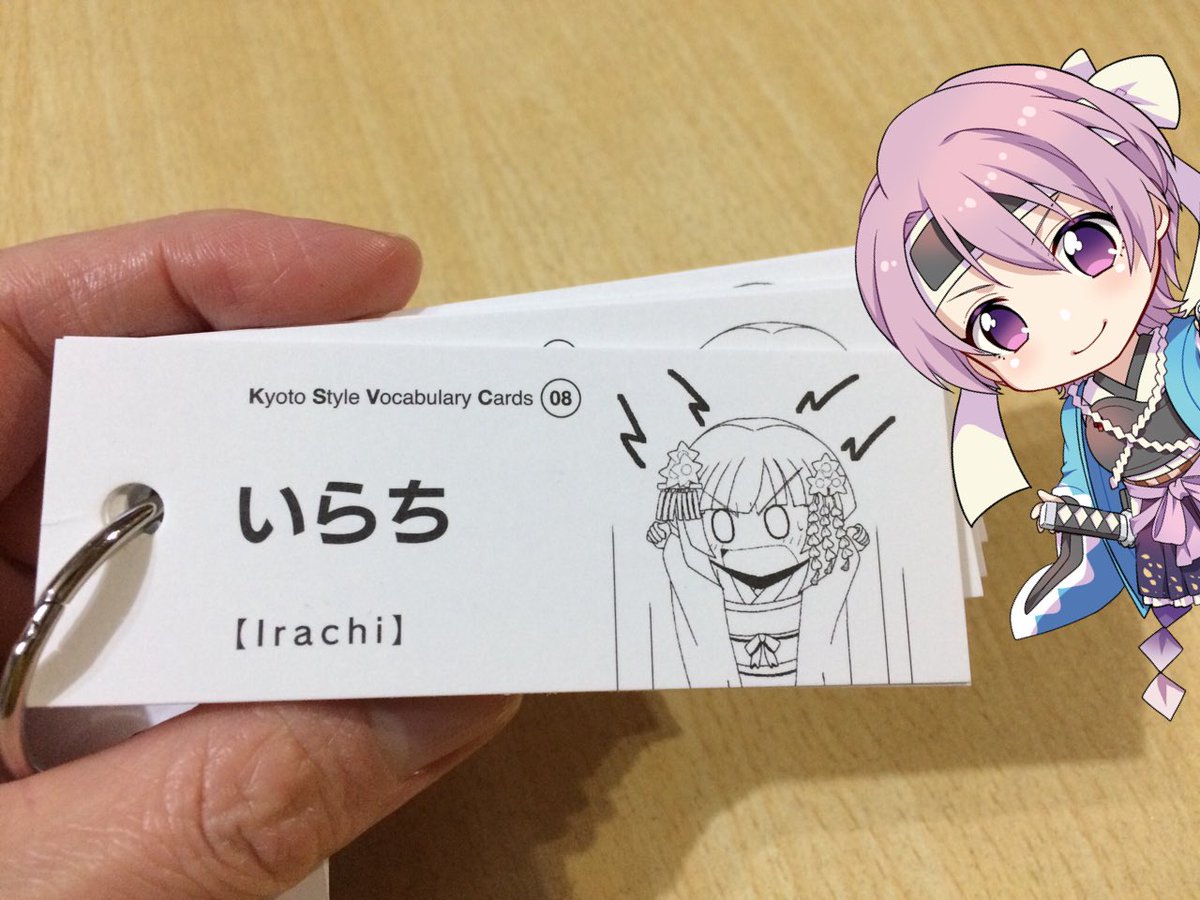 Kyoto Style Vocabulary Cards 08
いらち
【Irachi】